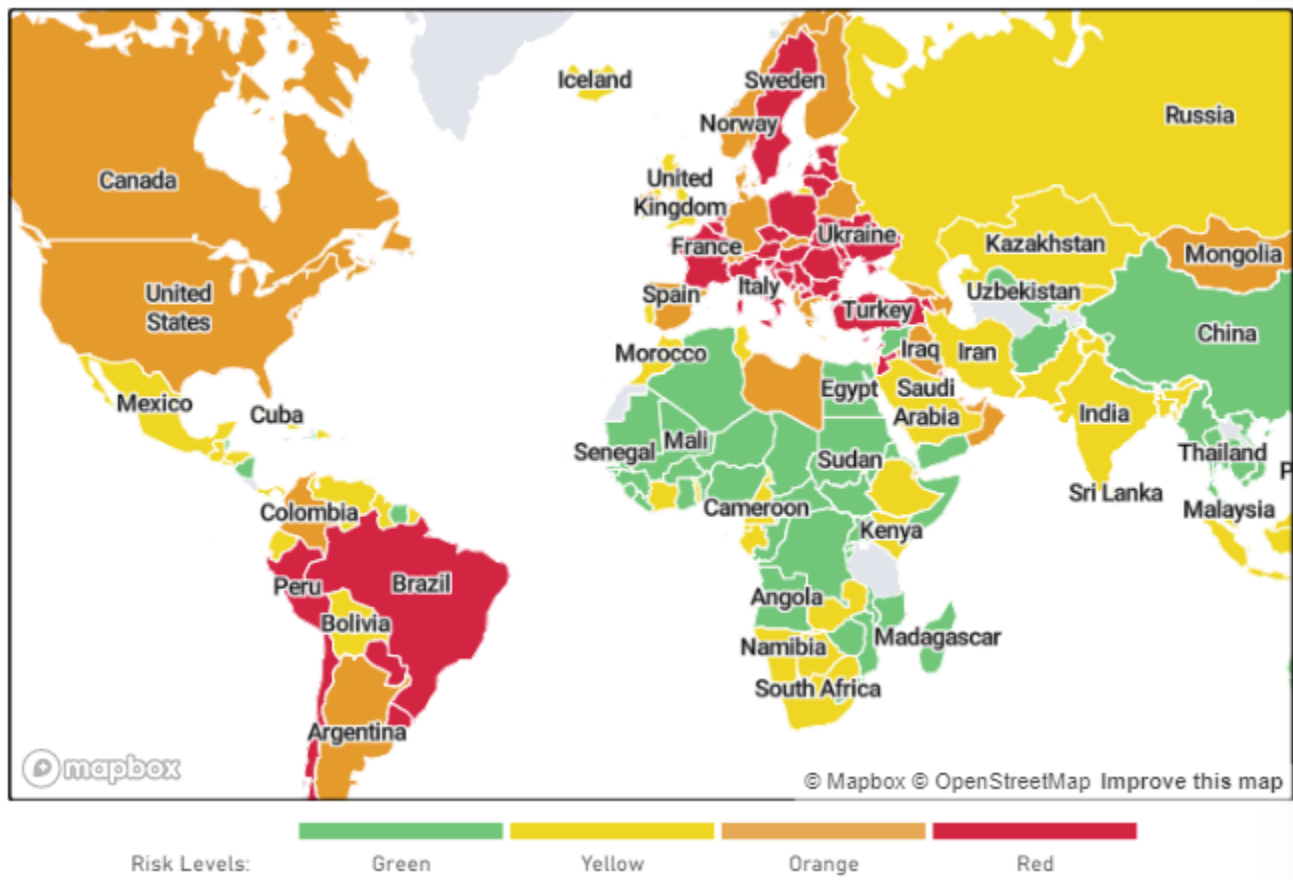 Iceland
Sweden
Russia
Norway
Canada
United
Kingdom
Ukraine
France
Kazakhstan
Mongolia
United
States
Spain
Italy
Uzbekistan
Turkey
China
Morocco
Iraq
Iran
Mexico
Cuba
Egypt
Saudi
Arabia
India
Senegal
Mali
Sudan
Thailand
P
Sri Lanka
Colombia
Cameroon
Malaysia
Kenya
Peru
Brazil
Angola
Bolivia
Namibia
Madagascar
South Africa
Argentina
mapbox
© Mapbox © OpenStreetMap Improve this map
Risk Levels:
Green
Yellow
Orange
Red